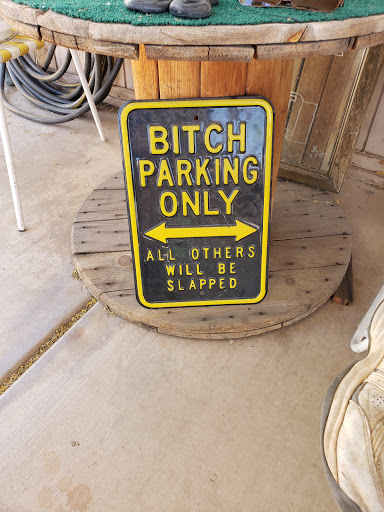 BITCH
PARKING
ONLY
ALL OTHERS
WILL BE
SLAPPED